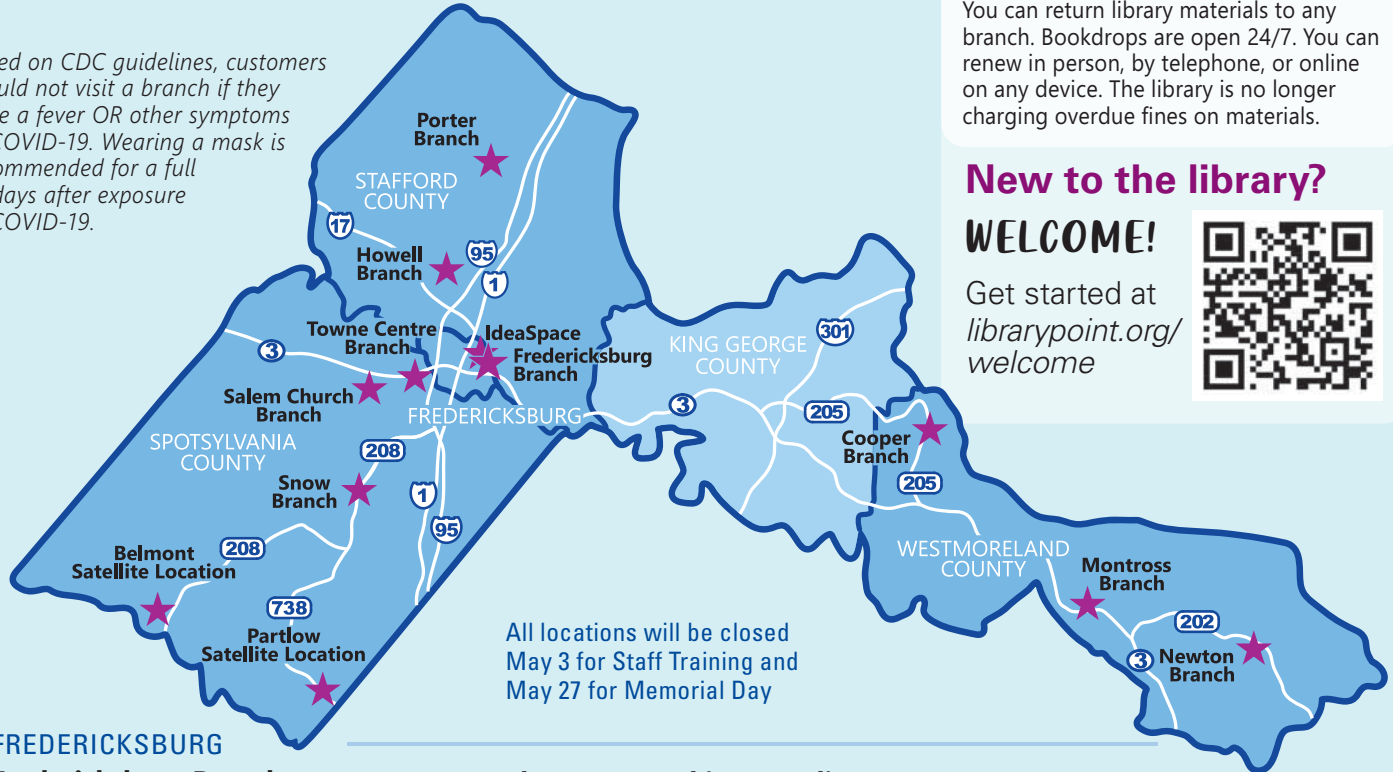 ed on CDC guidelines, customers
uld not visit a branch if they
e a fever OR other symptoms
COVID-19. Wearing a mask is
ommended for a full
days after exposure
COVID-19.
You can return library materials to any
branch. Bookdrops are open 24/7. You can
renew in person, by telephone, or online
on any device. The library is no longer
charging overdue fines on materials.
New to the library?
WELCOME!
Get started at
librarypoint.org/
welcome
Porter
Branch
STAFFORD
COUNTY
17
95
1
Howell
Branch
Towne Centre
Branch
IdeaSpace
Fredericksburg
Branch
3
Salem Church
Branch
FREDERICKSBURG
SPOTSYLVANIA
COUNTY
208
Snow
Branch
1
95
208
Belmont
Satellite Location
738
Partlow
Satellite Location
KING GEORGE
COUNTY
301
3
205
Cooper
Branch
205
WESTMORELAND
COUNTY
Montross
Branch
202
3
Newton
Branch
All locations will be closed
May 3 for Staff Training and
May 27 for Memorial Day
FREDERICKSBURG